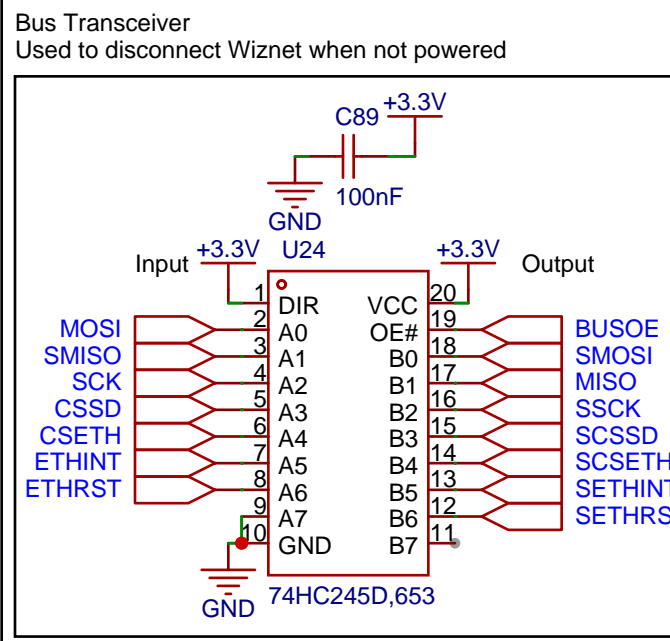 Bus Transceiver
Used to disconnect Wiznet when not powered
C89 +3.3V
100nF
GND
U24
Input +3.3V +3.3V Output
1 DIR VCC 20
MOSI 2 A0 OE# 19 BUSOE
SMISO 3 A1 B0 18 SMOSI
SCK 4 A2 B1 17 MISO
CSSD 5 A3 B2 16 SSCK
CSETH 6 A4 B3 15 SCSSD
ETHINT 7 A5 B4 14 SCSETH
ETHRST 8 A6 B5 13 SETHINT
9 A7 B6 12 SETHRS
10 GND B7 11
GND 74HC245D,653